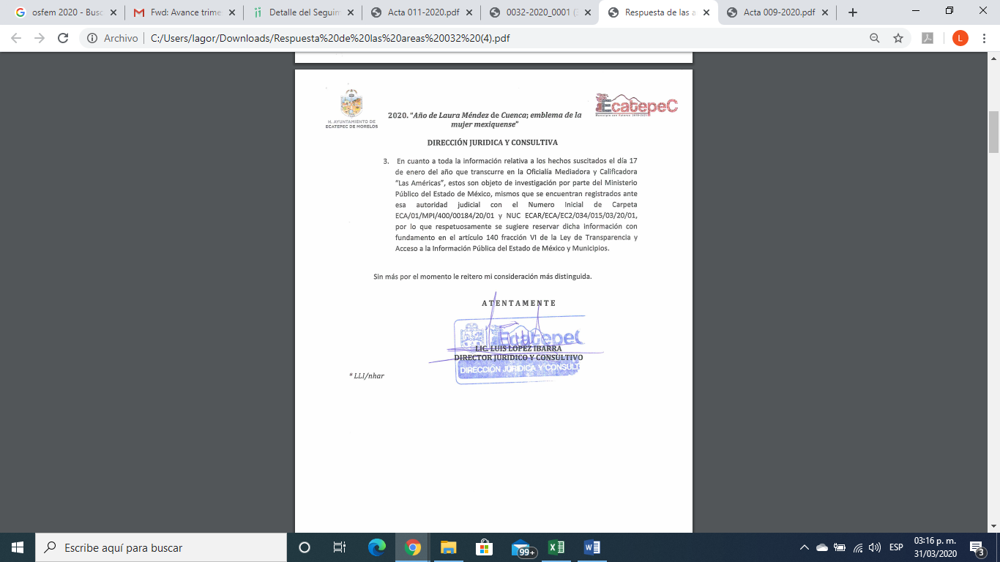 osfem 2020 - Busc
Fwd: Avance trime
Detalle del Seguim
Acta 011-2020.pdf
0032-2020_0001 (3
Respuesta de las a
Acta 009-2020.pdf
Archivo
C:/Users/lagor/Downloads/Respuesta%20de%20las%20areas%20032%20(4).pdf
L
H. AYUNTAMIENTO DE
ECATEPEC DE MORELOS
EcatepeC
Municipio con Valores 2019-2021
2020. "Año de Laura Méndez de Cuenca; emblema de la
mujer mexiquense"
DIRECCIÓN JURIDICA Y CONSULTIVA
3. En cuanto a toda la información relativa a los hechos suscitados el día 17
de enero del año que transcurre en la Oficialía Mediadora y Calificadora
"Las Américas", estos son objeto de investigación por parte del Ministerio
Público del Estado de México, mismos que se encuentran registrados ante
esa autoridad judicial con el Numero Inicial de Carpeta
ECA/01/MPI/400/00184/20/01 y NUC ECAR/ECA/EC2/034/015/03/20/01,
por lo que respetuosamente se sugiere reservar dicha información con
fundamento en el artículo 140 fracción VI de la Ley de Transparencia y
Acceso a la Información Pública del Estado de México y Municipios.
Sin más por el momento le reitero mi consideración más distinguida.
A T E N T A M E N T E
EcatepeC
LIC. LUIS LOPEZ IBARRA
DIRECTOR JURIDICO Y CONSULTIVO
DIRECCIÓN JURÍDICA Y CONSULT
* LLI/nhar
Escribe aquí para buscar
99+
ESP
03:16 p. m.
31/03/2020
3